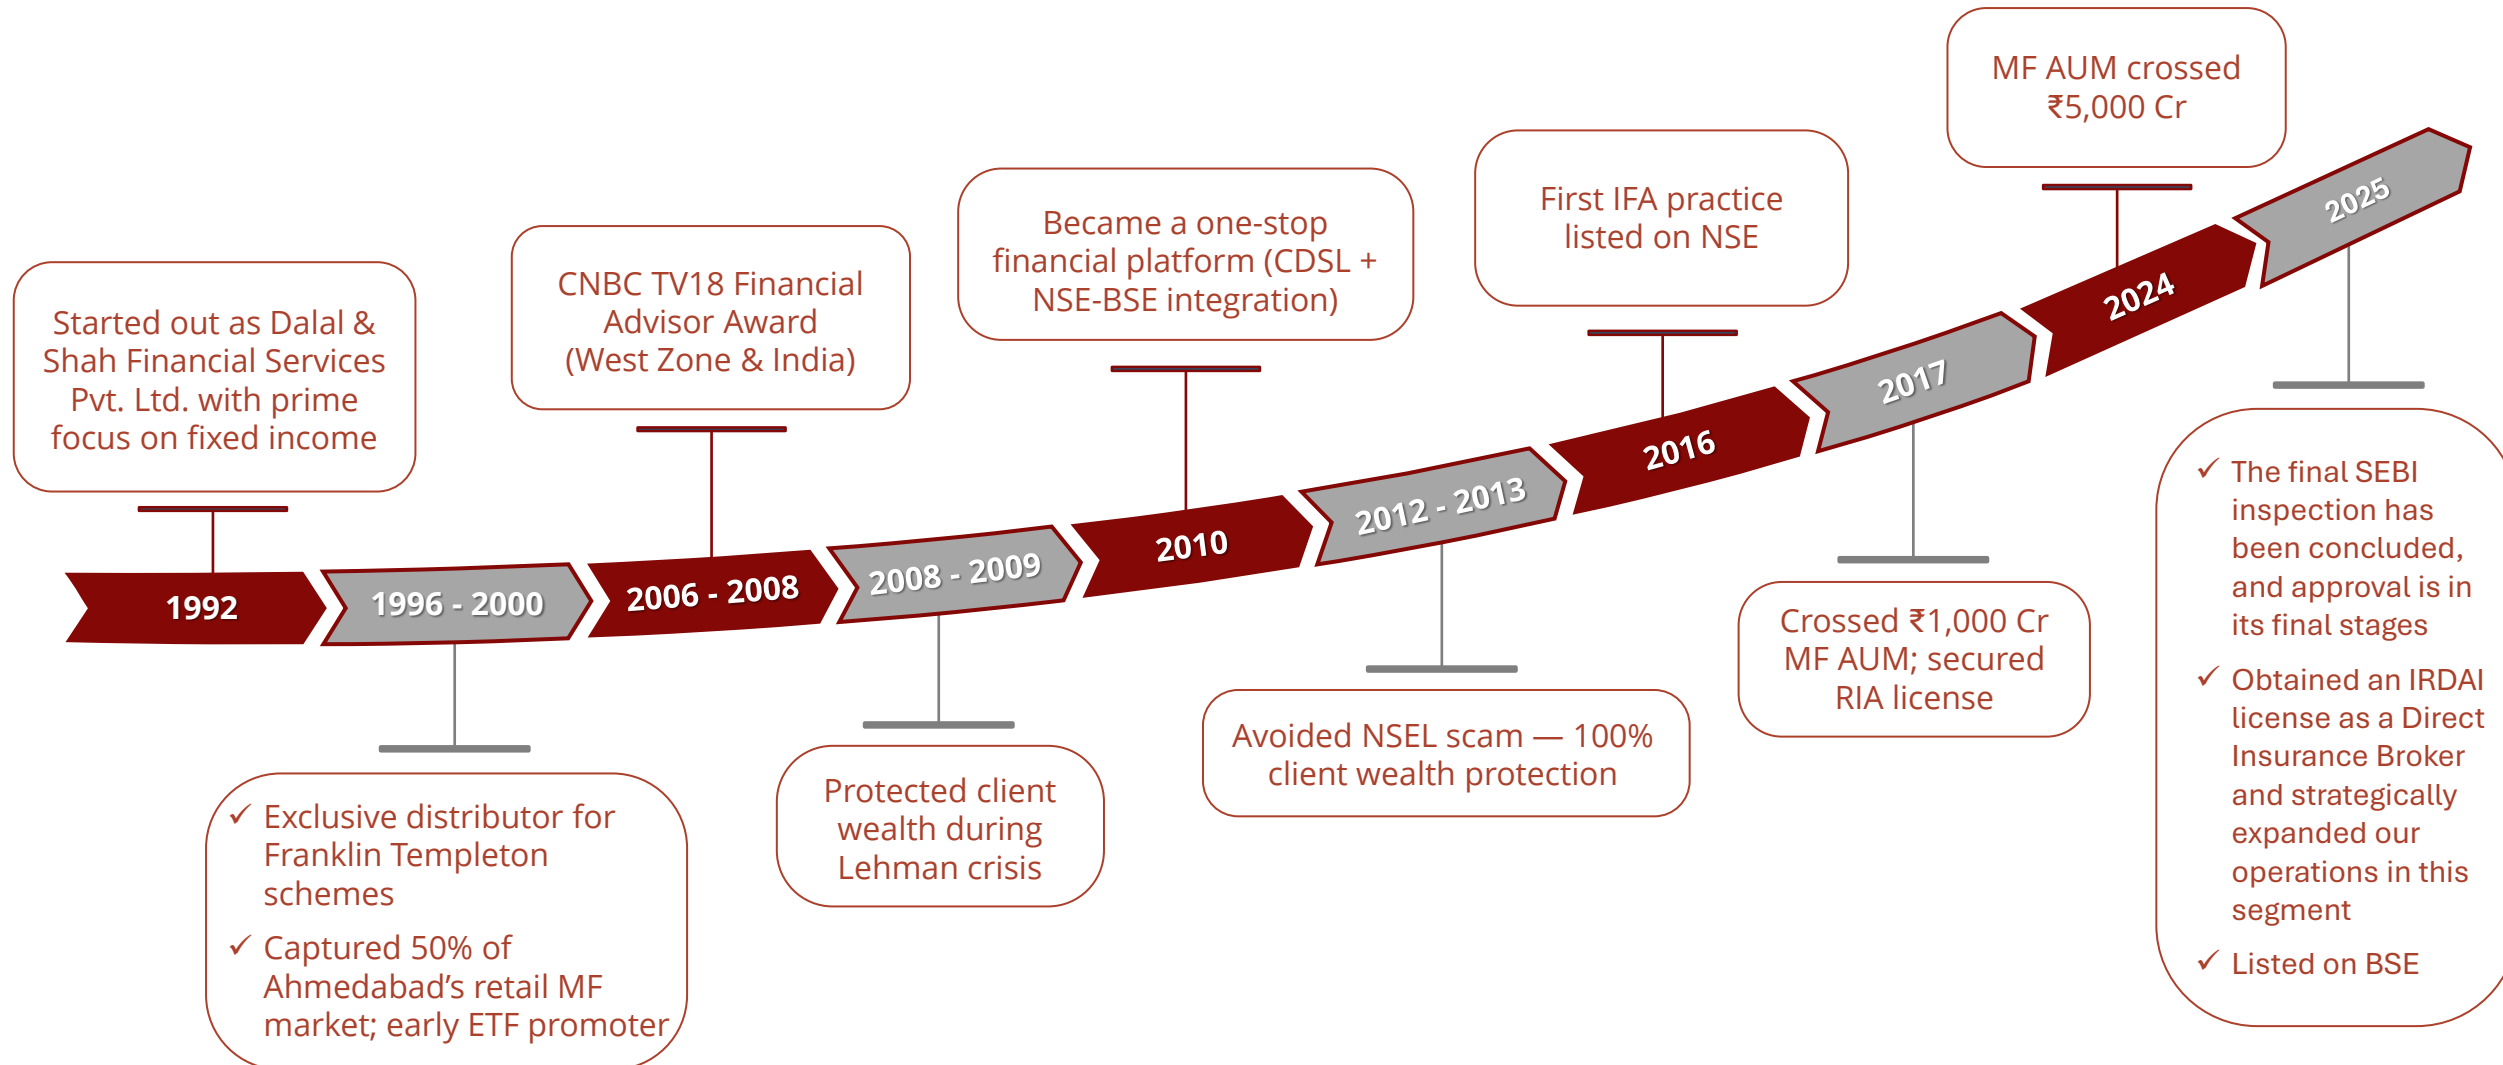 MF AUM crossed
₹5,000 Cr
First IFA practice
listed on NSE
Became a one-stop
financial platform (CDSL +
NSE-BSE integration)
CNBC TV18 Financial
Advisor Award
(West Zone & India)
Started out as Dalal &
Shah Financial Services
Pvt. Ltd. with prime
focus on fixed income
1992
1996 - 2000
2006 - 2008
2008 - 2009
2010
2012 - 2013
2016
2017
2024
2025
✓ Exclusive distributor for
Franklin Templeton
schemes
✓ Captured 50% of
Ahmedabad’s retail MF
market; early ETF promoter
Protected client
wealth during
Lehman crisis
Avoided NSEL scam — 100%
client wealth protection
Crossed ₹1,000 Cr
MF AUM; secured
RIA license
✓ The final SEBI
inspection has
been concluded,
and approval is in
its final stages
✓ Obtained an IRDAI
license as a Direct
Insurance Broker
and strategically
expanded our
operations in this
segment
✓ Listed on BSE